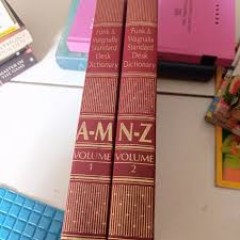 Funk &
Wagnalls
Standard
Desk
Dictionary
A-M
VOLUME
1
Funk &
Wagnalls
Standard
Desk
Dictionary
N-Z
VOLUME
2